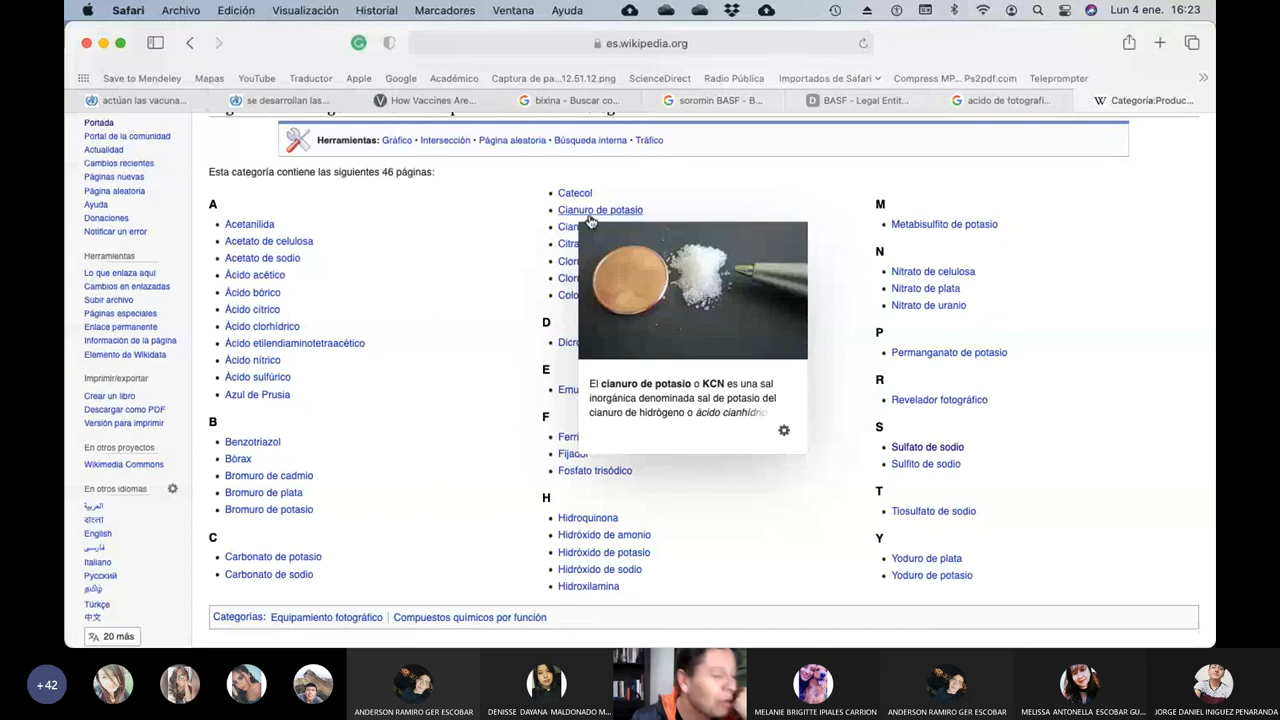 Safari Archivo Edición Visualización Historial Marcadores Ventana Ayuda Lun 4 ene. 16:23
es.wikipedia.org
Save to Mendeley Mapas YouTube Traductor Apple Google Académico Captura de pa...12.51.12.png ScienceDirect Radio Pública Importados de Safari Compress MP... Ps2pdf.com Teleprompter
actúan las vacuna... se desarrollan las... How Vaccines Are... bixina - Buscar co... soromin BASF - B... BASF - Legal Entit... acido de fotografi... Categoría:Produc...
Portada
Portal de la comunidad
Actualidad
Cambios recientes
Páginas nuevas
Página aleatoria
Ayuda
Donaciones
Notificar un error
Herramientas
Lo que enlaza aquí
Cambios en enlazadas
Subir archivo
Páginas especiales
Enlace permanente
Información de la página
Elemento de Wikidata
Imprimir/exportar
Crear un libro
Descargar como PDF
Versión para imprimir
En otros proyectos
Wikimedia Commons
En otros idiomas
العربية
বাংলা
English
فارسی
Italiano
Русский
தமிழ்
Türkçe
中文
20 más
Herramientas: Gráfico • Intersección • Página aleatoria • Búsqueda interna • Tráfico
Esta categoría contiene las siguientes 46 páginas:
A
Acetanilida
Acetato de celulosa
Acetato de sodio
Ácido acético
Ácido bórico
Ácido cítrico
Ácido clorhídrico
Ácido etilendiaminotetraacético
Ácido nítrico
Ácido sulfúrico
Azul de Prusia
B
Benzotriazol
Bórax
Bromuro de cadmio
Bromuro de plata
Bromuro de potasio
C
Carbonato de potasio
Carbonato de sodio
Catecol
Cianuro de potasio
Cian
Citra
Clor
Clor
Colo
D
Dicr
E
Emu
F
Ferri
Fijad
Fosfato trisódico
H
Hidroquinona
Hidróxido de amonio
Hidróxido de potasio
Hidróxido de sodio
Hidroxilamina
El cianuro de potasio o KCN es una sal
inorgánica denominada sal de potasio del
cianuro de hidrógeno o ácido cianhídric
M
Metabisulfito de potasio
N
Nitrato de celulosa
Nitrato de plata
Nitrato de uranio
P
Permanganato de potasio
R
Revelador fotográfico
S
Sulfato de sodio
Sulfito de sodio
T
Tiosulfato de sodio
Y
Yoduro de plata
Yoduro de potasio
Categorías: Equipamiento fotográfico | Compuestos químicos por función
+42
ANDERSON RAMIRO GER ESCOBAR
DENISSE DAYANA MALDONADO M...
MELANIE BRIGITTE IPIALES CARRION
ANDERSON RAMIRO GER ESCOBAR
MELISSA ANTONELLA ESCOBAR GU...
JORGE DANIEL INIGUEZ PENARANDA